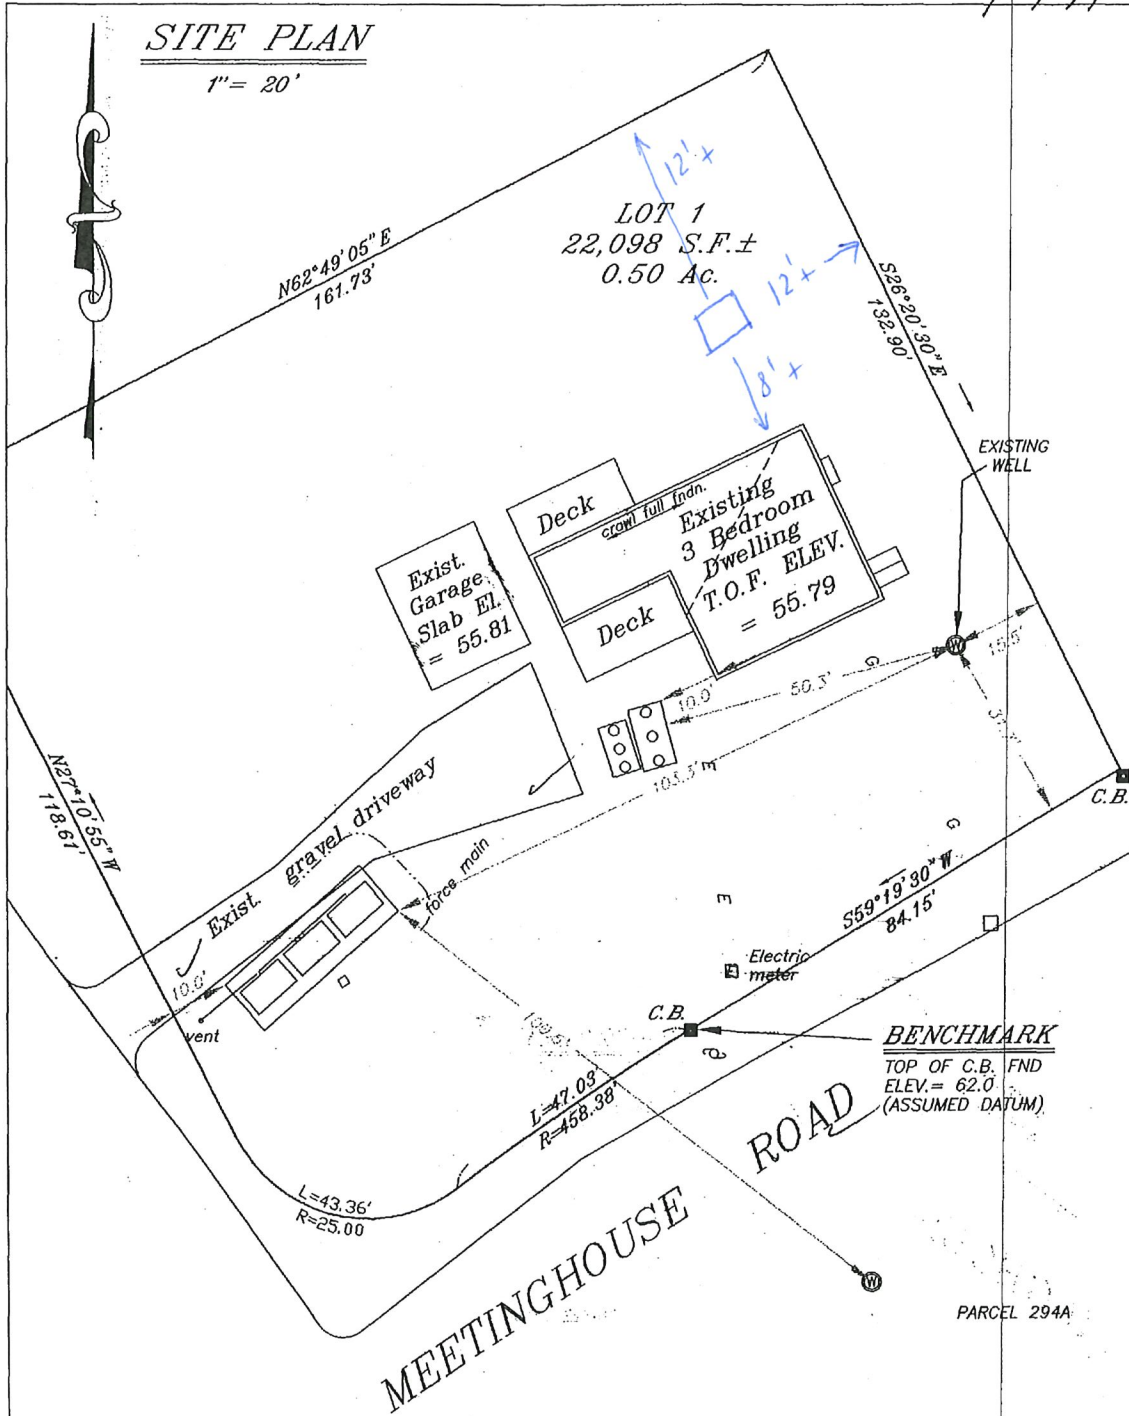 SITE PLAN
1"= 20'
12'+
LOT 1
22,098 S.F.±
0.50 Ac.
N62°49'05"E
161.73'
12'+
S26°20'30"E
132.90'
8'+
EXISTING
WELL
Deck
crawl full fndn.
Existing
3 Bedroom
Dwelling
T.O.F. ELEV.
= 55.79
Exist.
Garage
Slab El.
= 55.81
Deck
W
15.5'
G
50.3'
10.0'
103.3'
E
N27°10'55"W
118.61'
C.B.
gravel driveway
Exist.
force main
G
S59°19'30"W
84.15'
E
Electric
meter
E
10.0'
vent
C.B.
BENCHMARK
TOP OF C.B. FND
ELEV.= 62.0
(ASSUMED DATUM)
L=47.03'
R=458.38'
L=43.36'
R=25.00
MEETINGHOUSE ROAD
W
PARCEL 294A